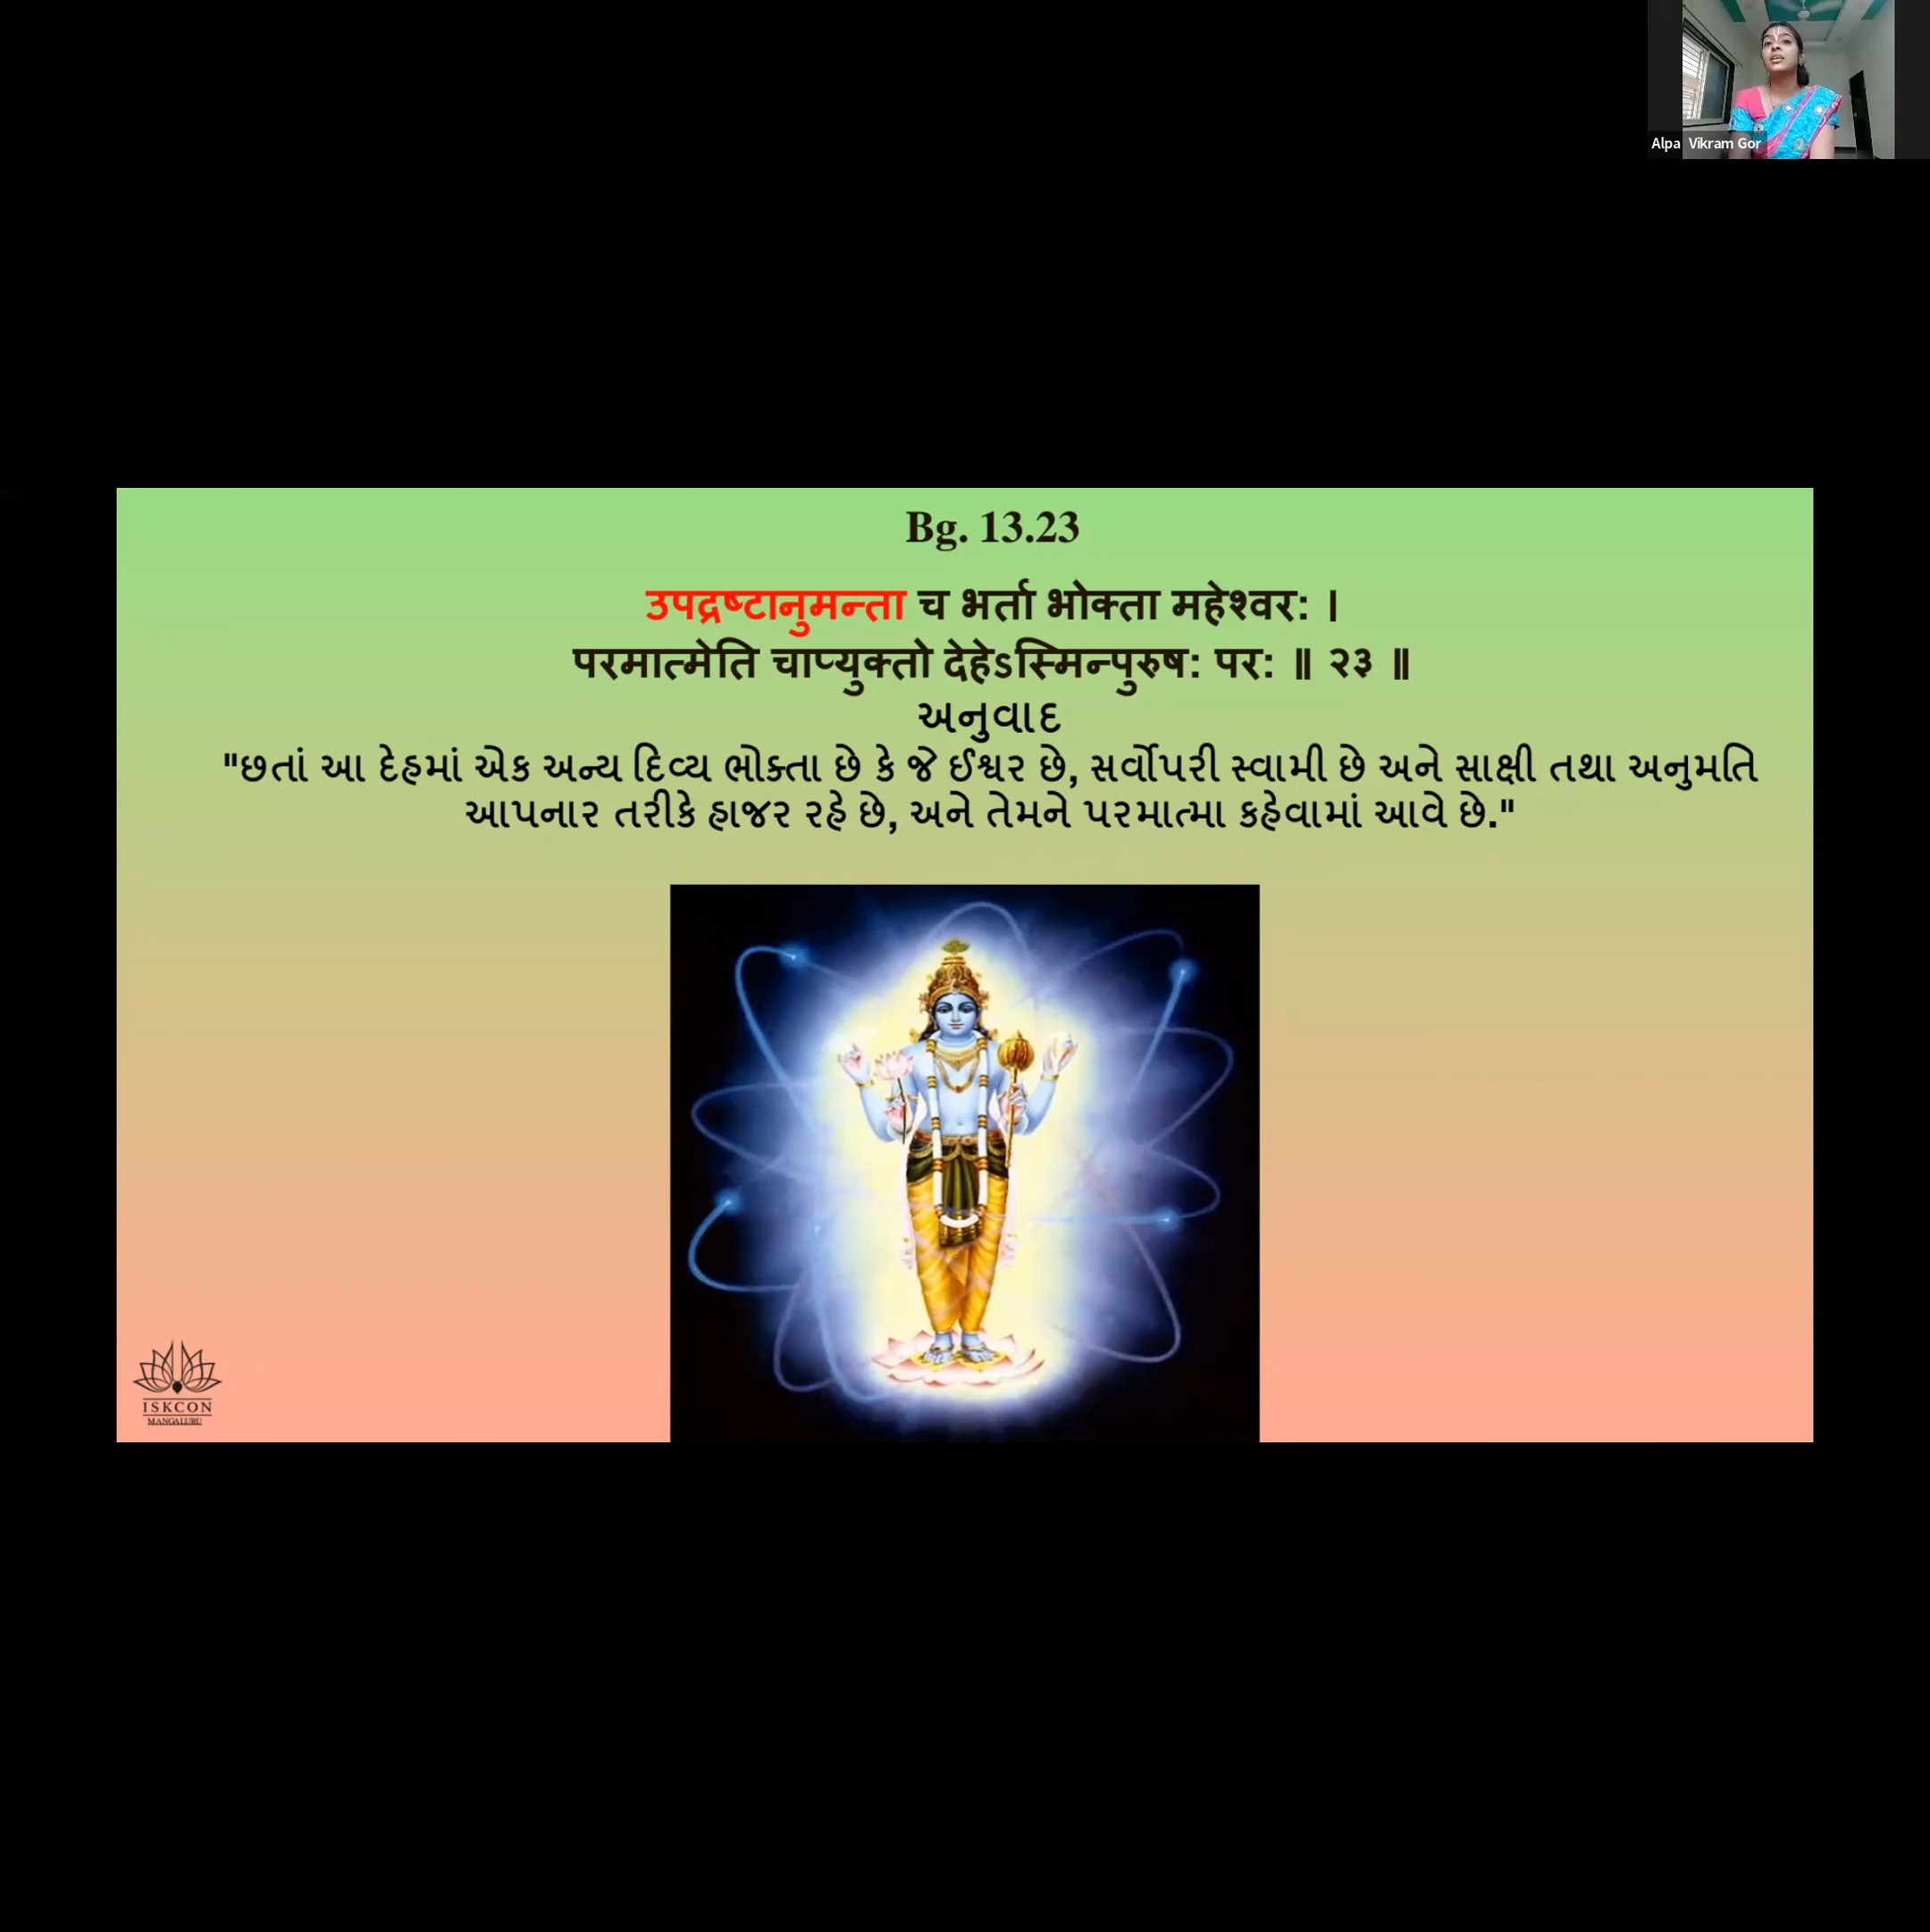 Alpa Vikram Gor
Bg. 13.23
उपद्रष्टानुमन्ता च भर्ता भोक्ता महेश्वर: ।
परमात्मेति चाप्युक्तो देहेऽस्मिन्पुरुष: पर: ॥ २३ ॥
અનુવાદ
"છતાં આ દેહમાં એક અન્ય દિવ્ય ભોક્તા છે કે જે ઈશ્વર છે, સર્વોપરી સ્વામી છે અને સાક્ષી તથા અનુમતિ
આપનાર તરીકે હાજર રહે છે, અને તેમને પરમાત્મા કહેવામાં આવે છે."
ISKCON
MANGALURU